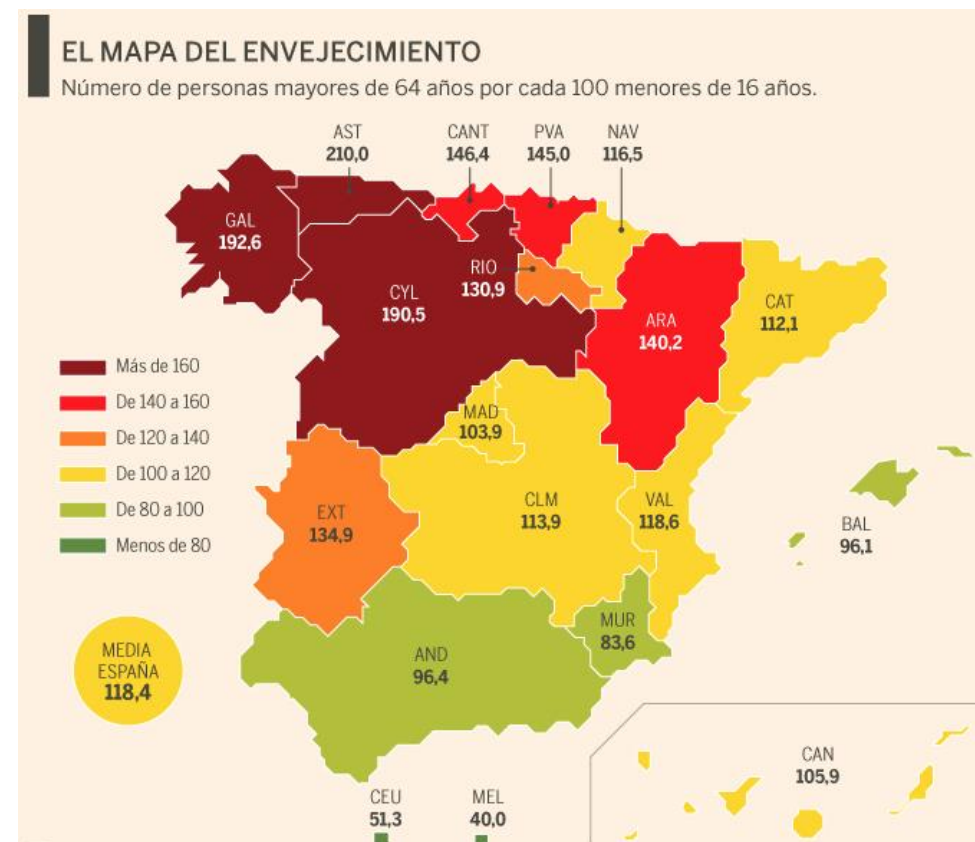 EL MAPA DEL ENVEJECIMIENTO
Número de personas mayores de 64 años por cada 100 menores de 16 años.
AST
210,0
CANT
146,4
PVA
145,0
NAV
116,5
GAL
192,6
CYL
190,5
RIO
130,9
ARA
140,2
CAT
112,1
Más de 160
De 140 a 160
De 120 a 140
De 100 a 120
De 80 a 100
Menos de 80
MAD
103,9
EXT
134,9
CLM
113,9
VAL
118,6
BAL
96,1
MEDIA
ESPAÑA
118,4
AND
96,4
MUR
83,6
CAN
105,9
CEU
51,3
MEL
40,0